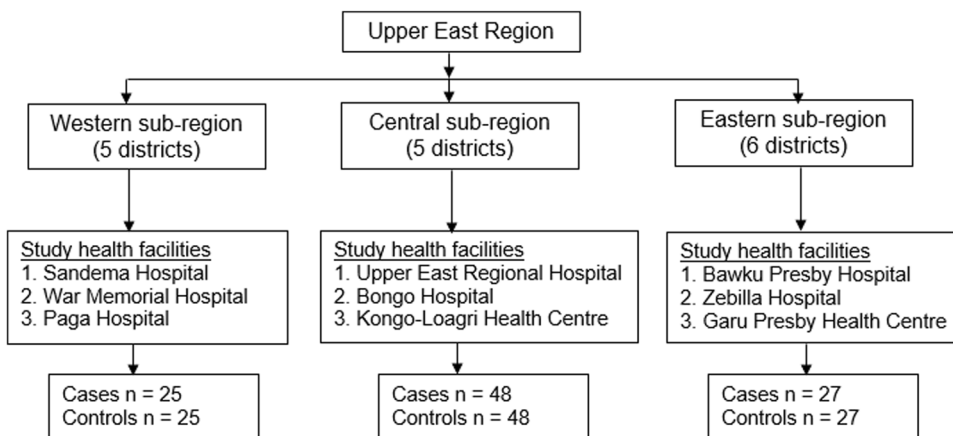 Upper East Region
Western sub-region
(5 districts)
Central sub-region
(5 districts)
Eastern sub-region
(6 districts)
Study health facilities
1. Sandema Hospital
2. War Memorial Hospital
3. Paga Hospital
Study health facilities
1. Upper East Regional Hospital
2. Bongo Hospital
3. Kongo-Loagri Health Centre
Study health facilities
1. Bawku Presby Hospital
2. Zebilla Hospital
3. Garu Presby Health Centre
Cases n = 25
Controls n = 25
Cases n = 48
Controls n = 48
Cases n = 27
Controls n = 27